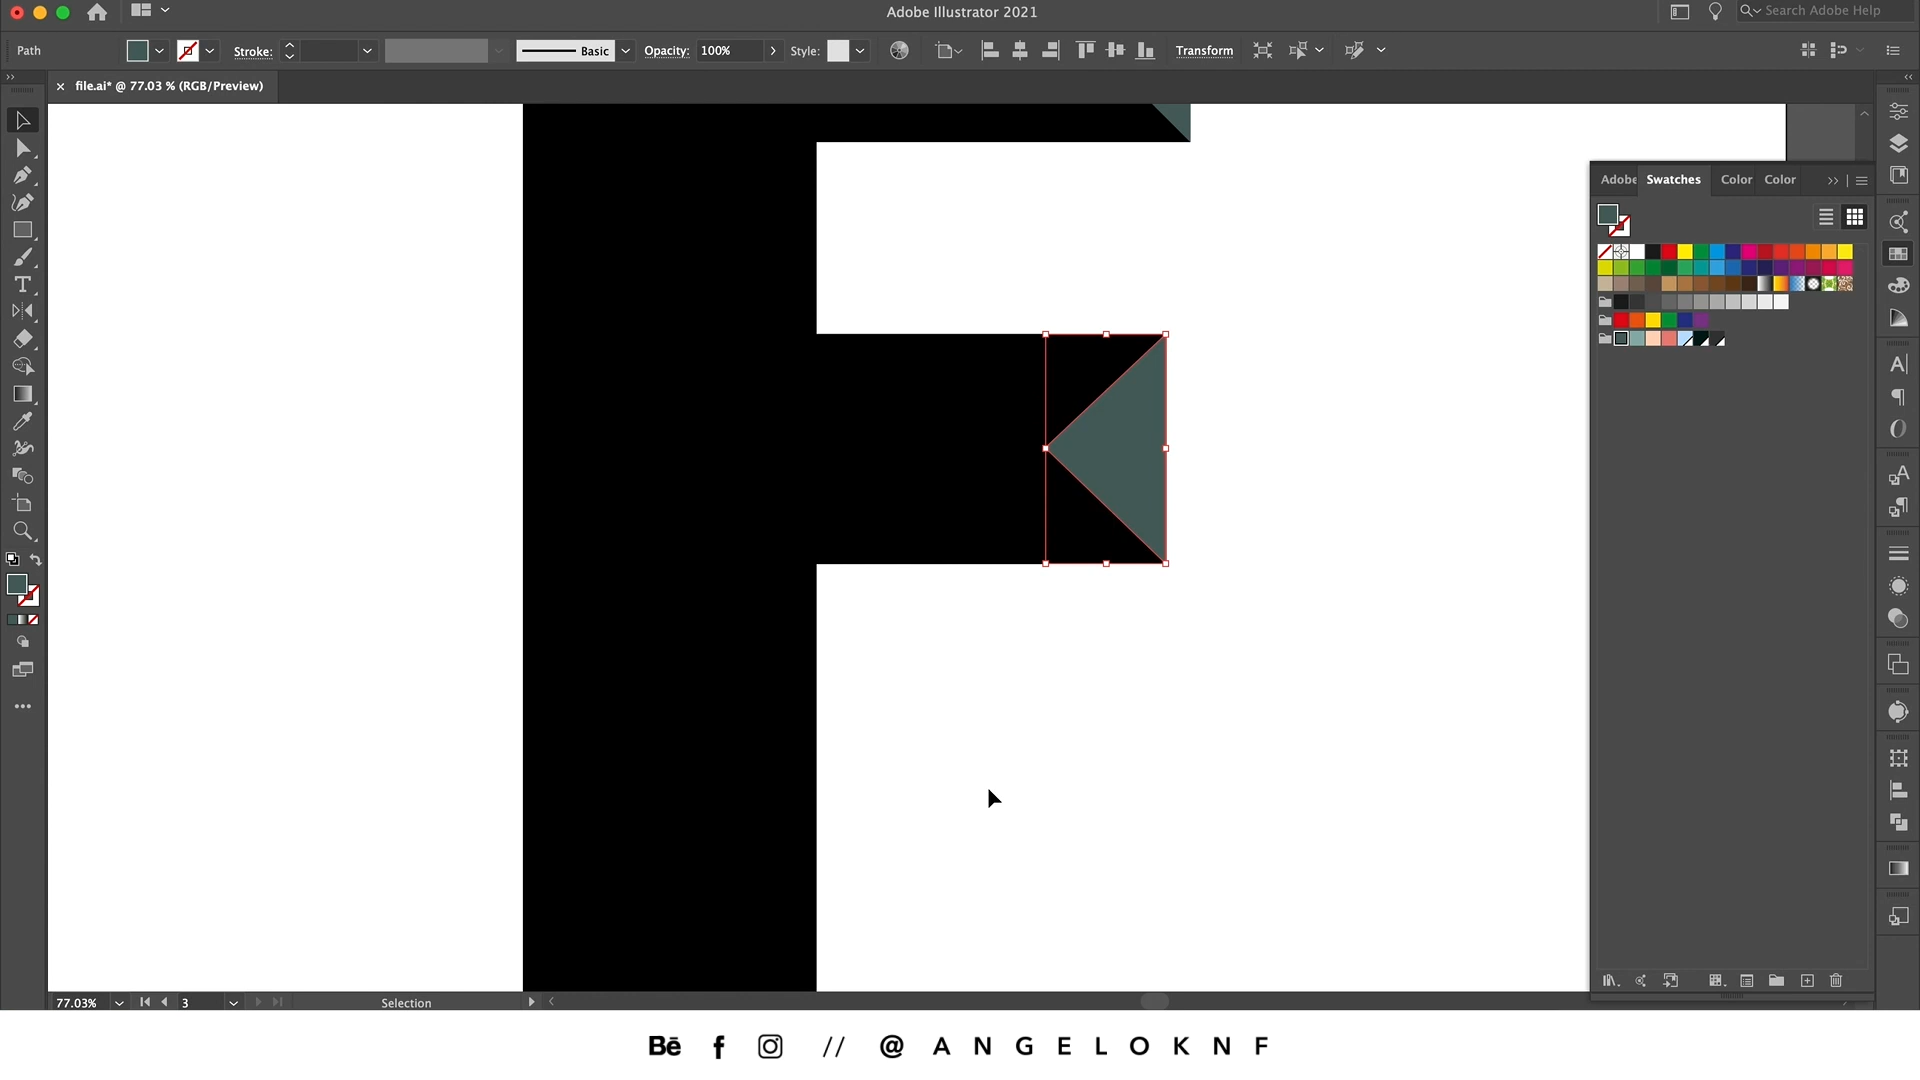 Adobe Illustrator 2021
Search Adobe Help
Path
Stroke:
Basic
Opacity: 100%
Style:
Transform
file.ai* @ 77.03 % (RGB/Preview)
Adobe
Swatches
Color
Color
77.03%
3
Selection
Bē f // @ANGELOKNF